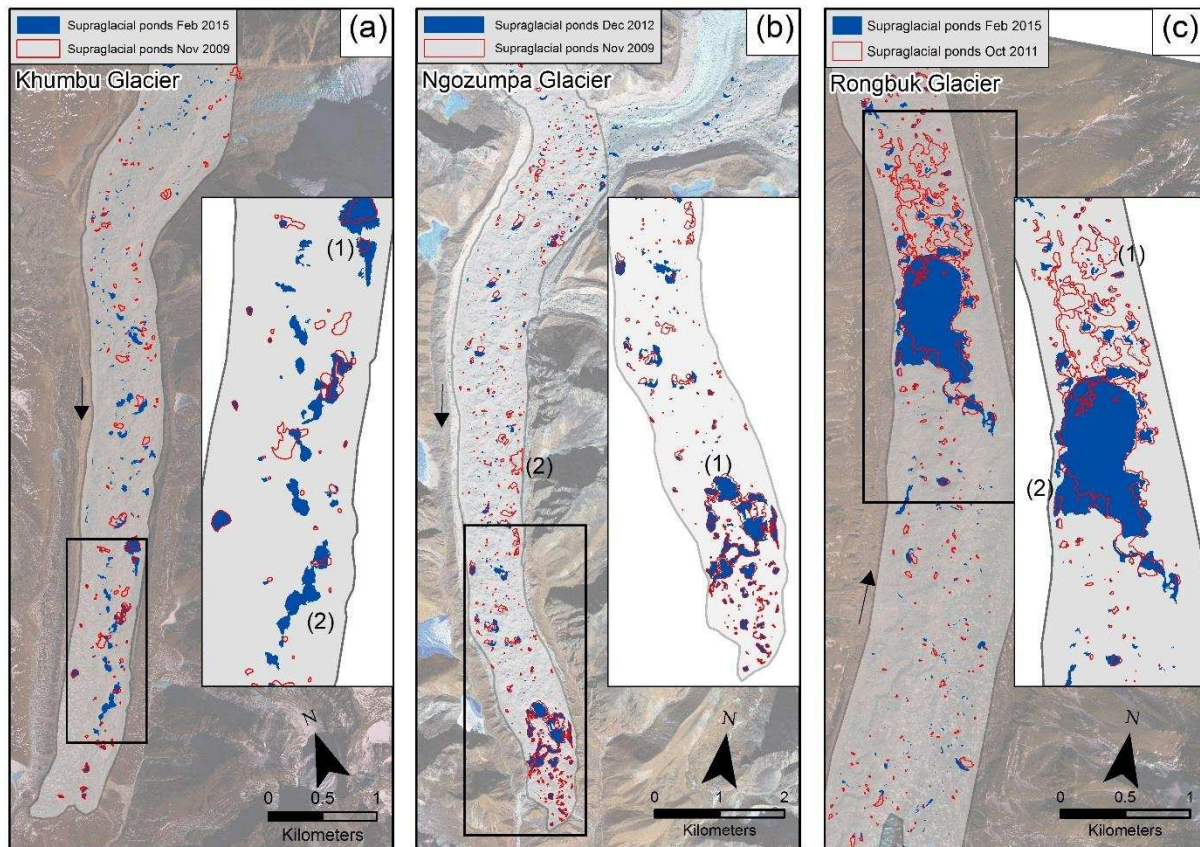 Supraglacial ponds Feb 2015
Supraglacial ponds Nov 2009
(a)
Khumbu Glacier
(1)
(2)
N
0 0.5 1
Kilometers
Supraglacial ponds Dec 2012
Supraglacial ponds Nov 2009
(b)
Ngozumpa Glacier
(2)
(1)
N
0 1 2
Kilometers
Supraglacial ponds Feb 2015
Supraglacial ponds Oct 2011
(c)
Rongbuk Glacier
(1)
(2)
N
0 0.5 1
Kilometers